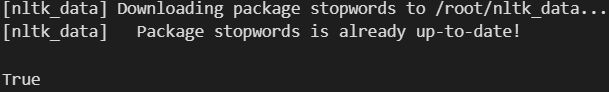 [nltk_data] Downloading package stopwords to /root/nltk_data...
[nltk_data]   Package stopwords is already up-to-date!
True